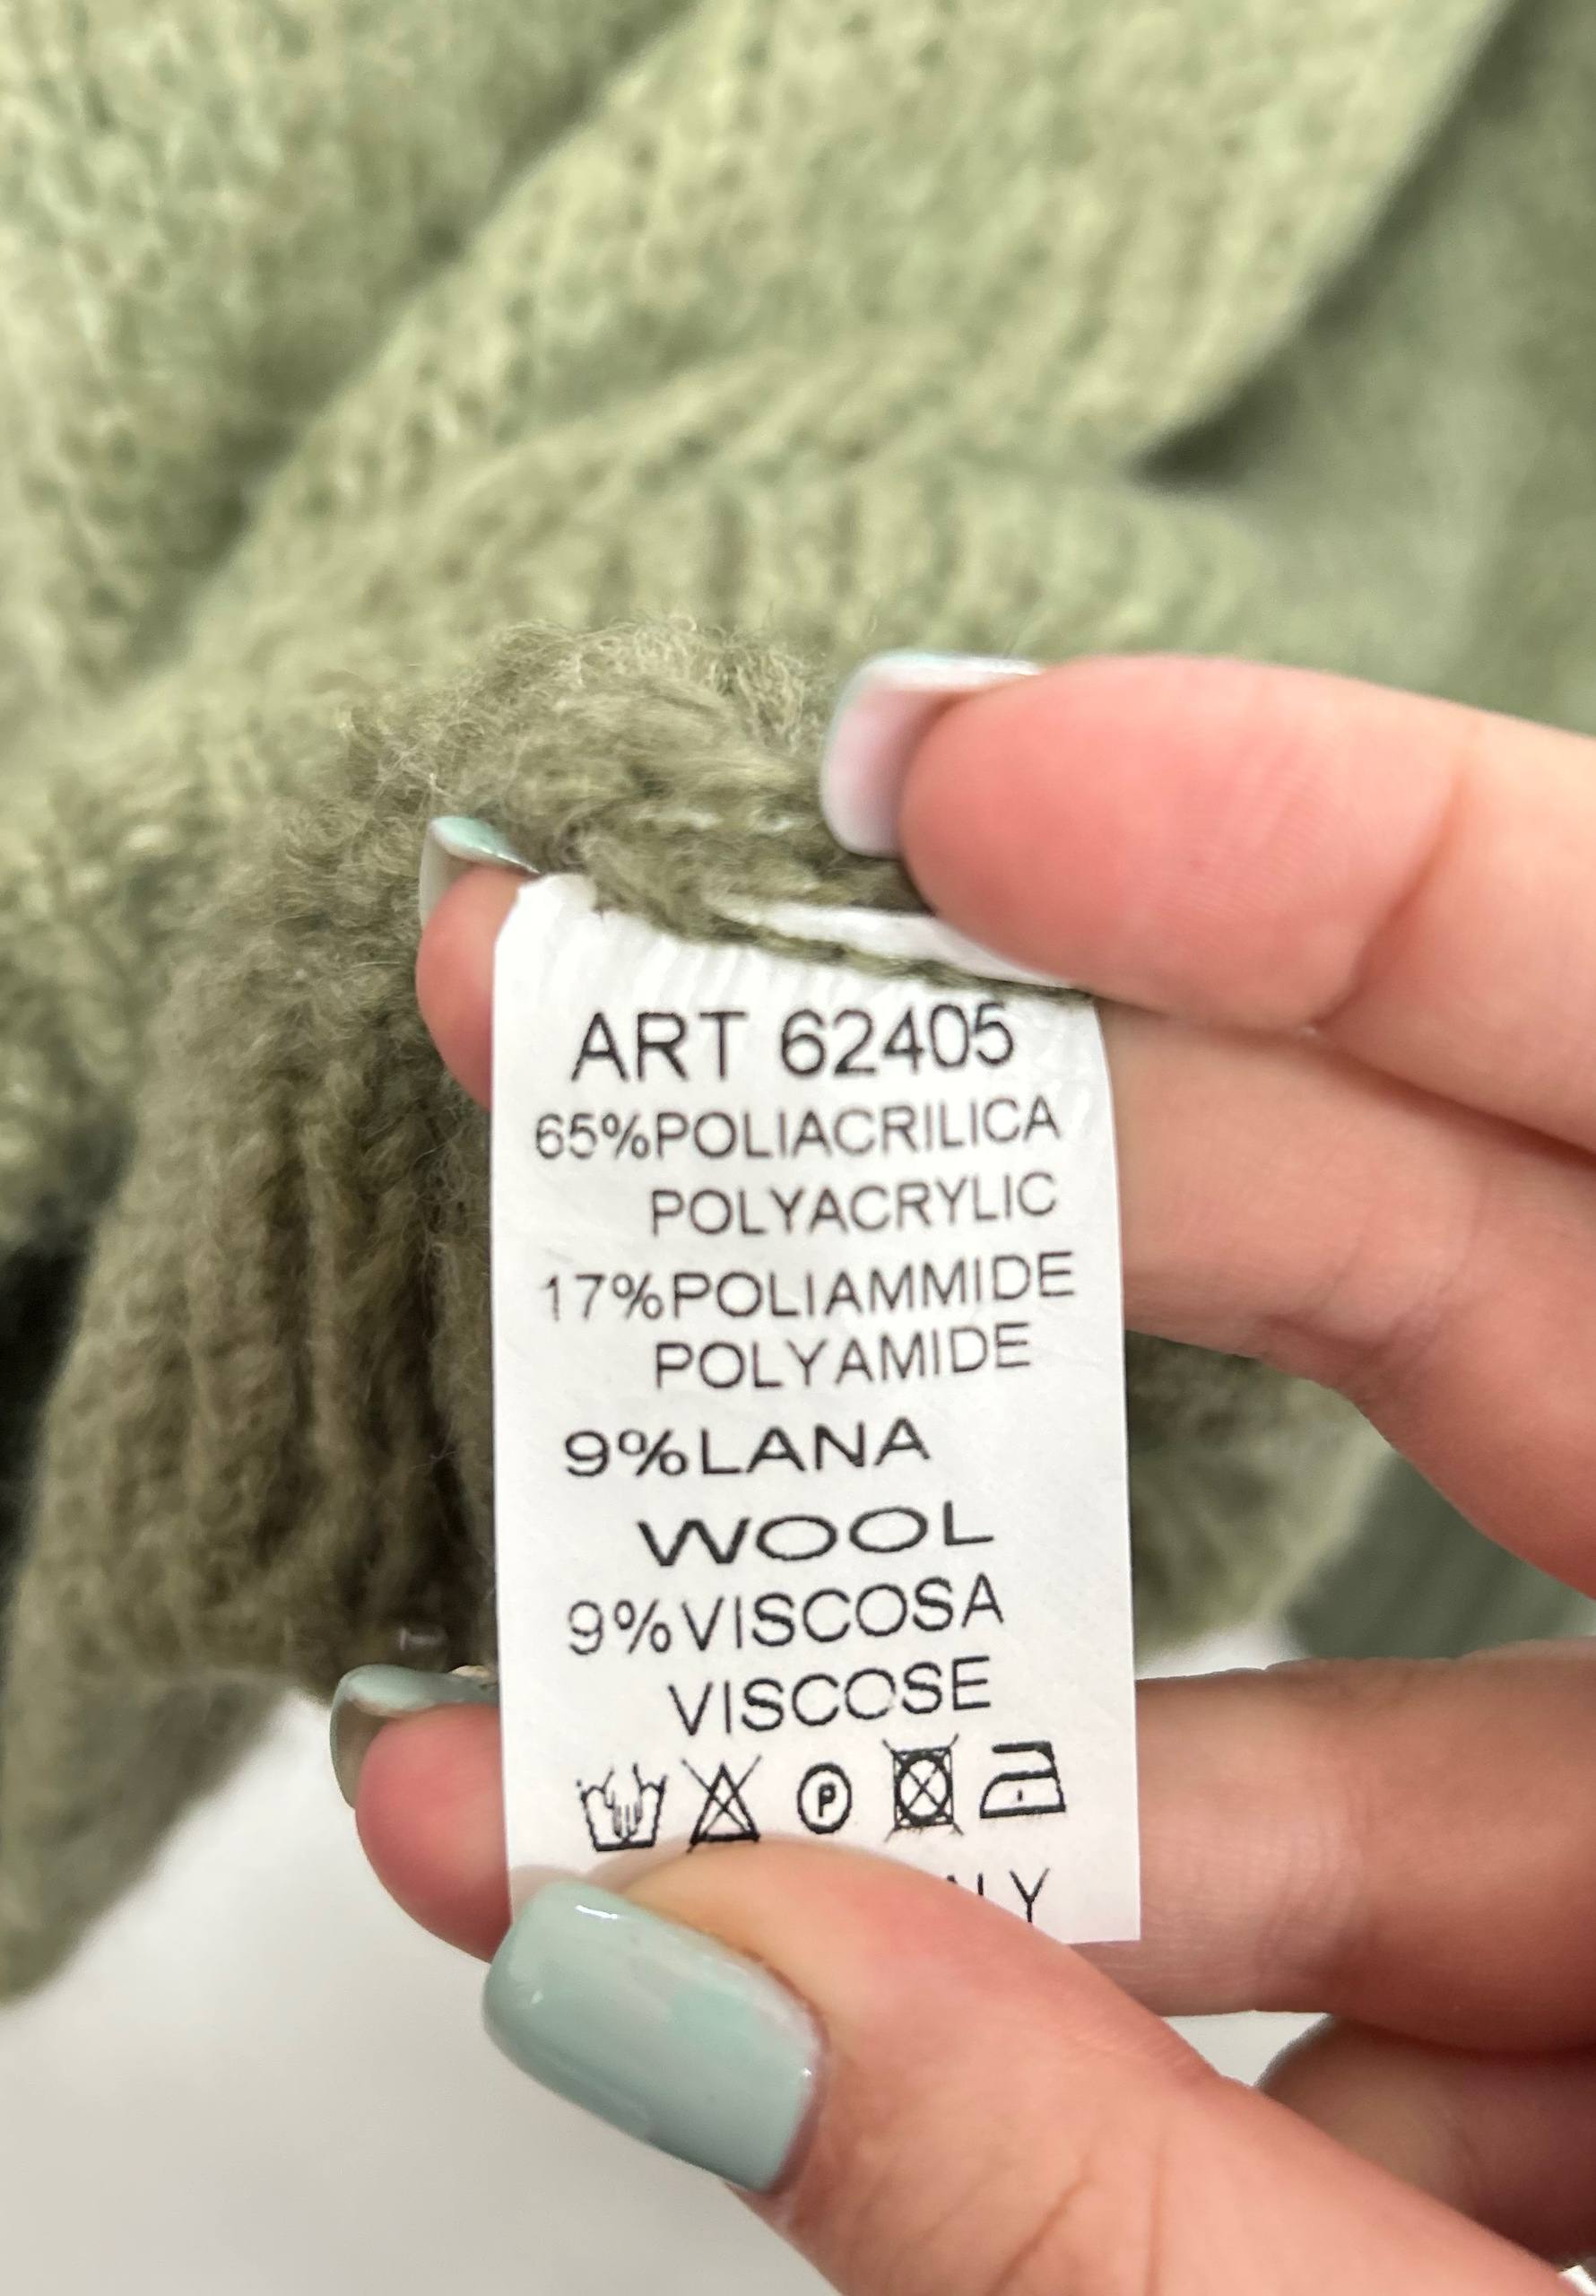 ART 62405
65%POLIACRILICA
POLYACRYLIC
17%POLIAMMIDE
POLYAMIDE
9%LANA
WOOL
9%VISCOSA
VISCOSE
P